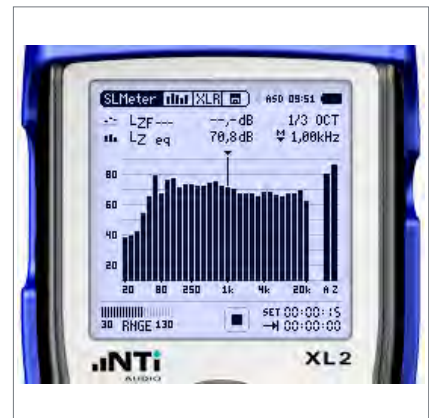 SLMeter XLR ASD 09:51
LZF--- --,-dB 1/3 OCT
LZ eq 70,8dB M 1,00kHz
80
60
40
20
20 80 250 1k 4k 20k A Z
30 RNGE 130
SET 00:00:15
00:00:00
NTi XL2
AUDIO